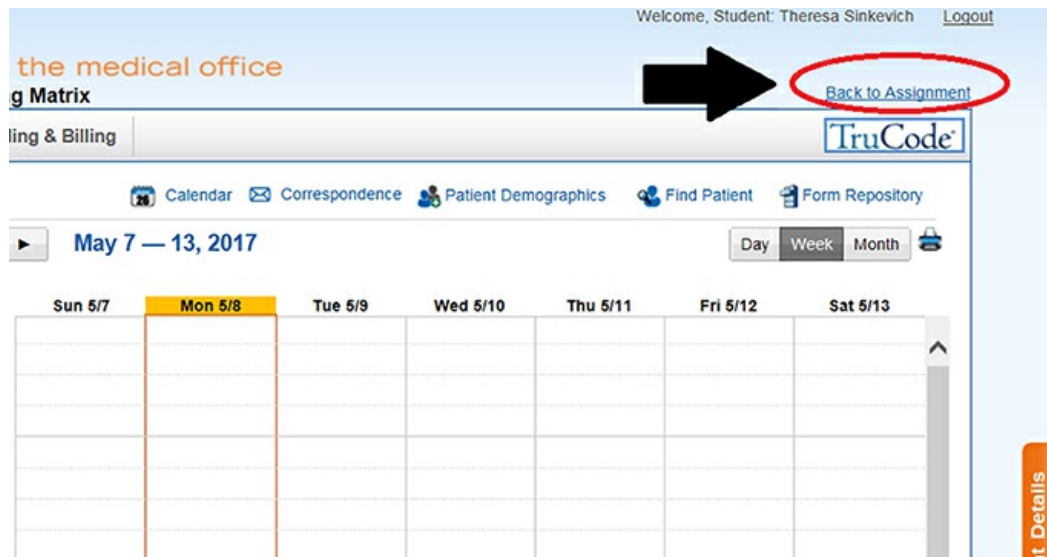 Welcome, Student: Theresa Sinkevich Logout
the medical office
g Matrix
Back to Assignment
ling & Billing
TruCode
26 Calendar Correspondence Patient Demographics Find Patient Form Repository
May 7 — 13, 2017
Day Week Month
Sun 5/7 Mon 5/8 Tue 5/9 Wed 5/10 Thu 5/11 Fri 5/12 Sat 5/13
t Details